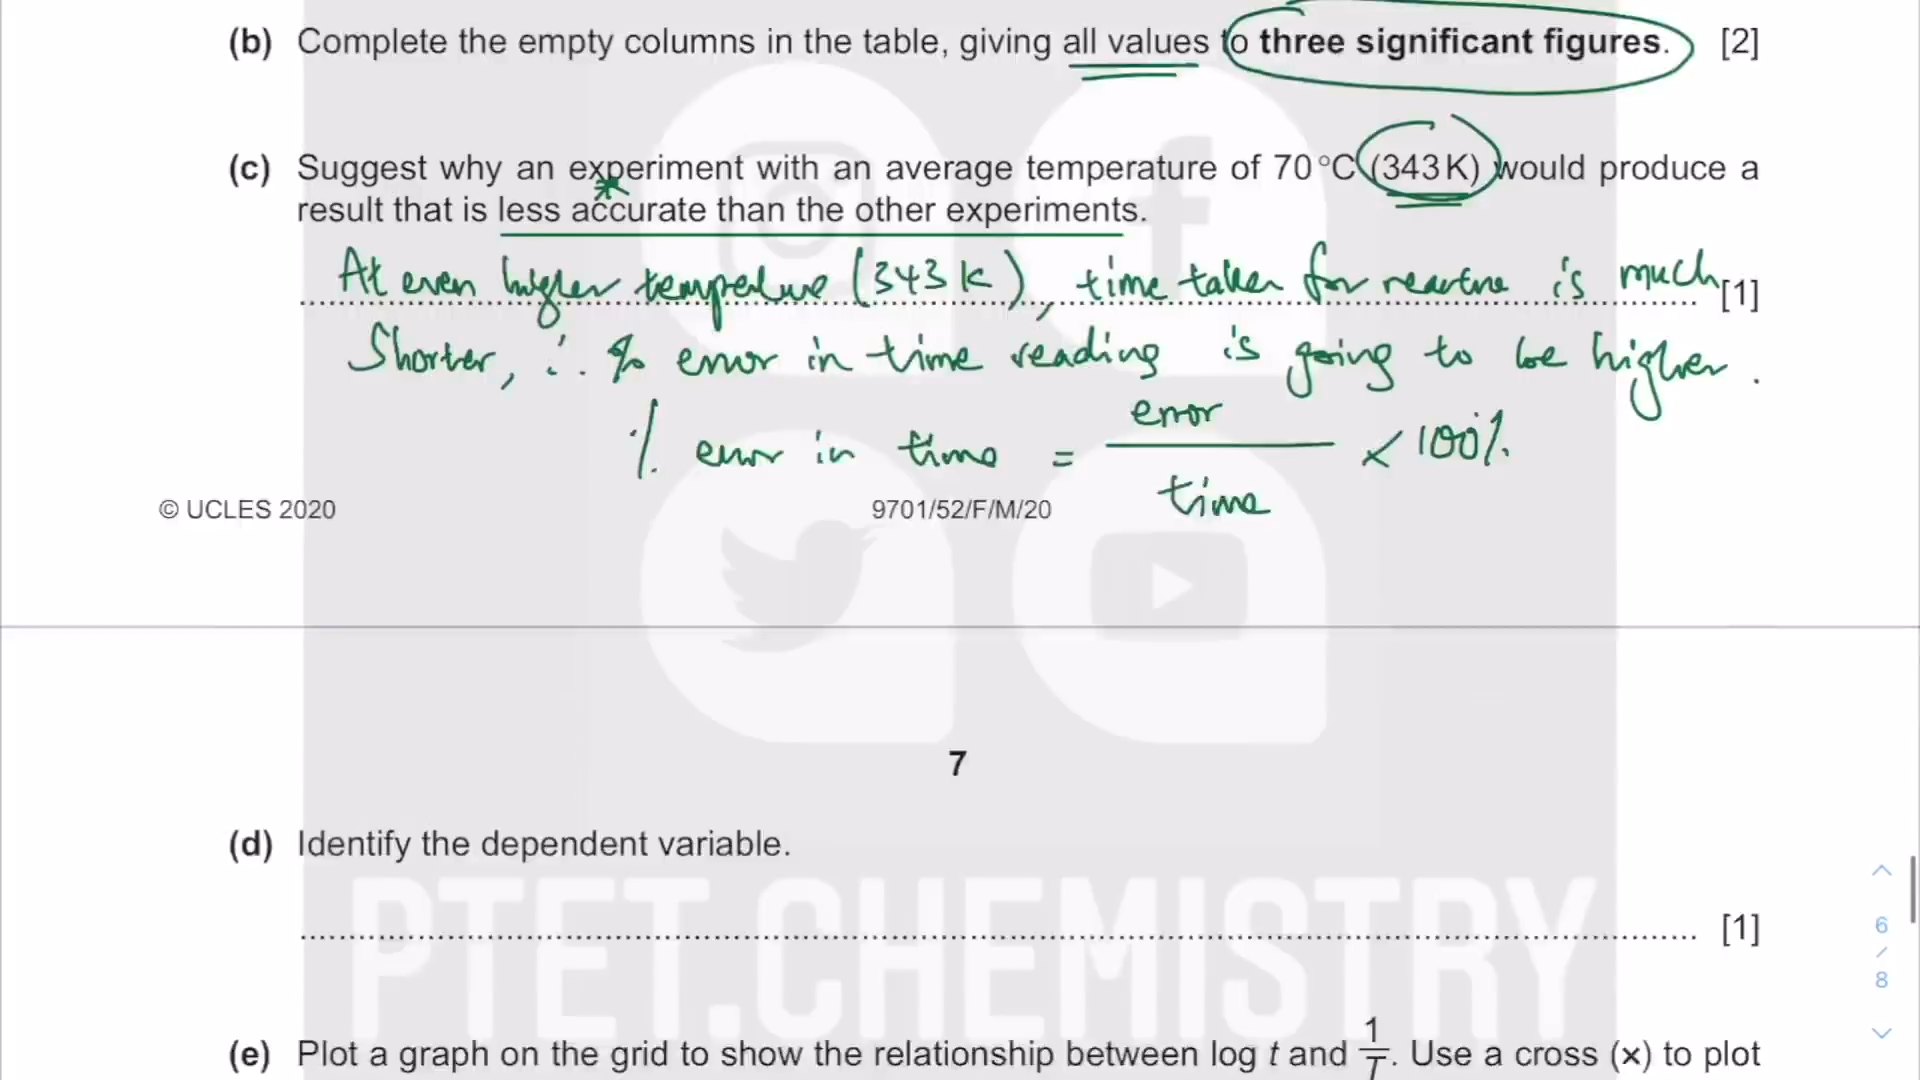 (b) Complete the empty columns in the table, giving all values to three significant figures. [2]
(c) Suggest why an experiment with an average temperature of 70 °C (343 K) would produce a
result that is less accurate than the other experiments.
At even higher temperature (343 K), time taken for reaction is much
[1]
Shorter, ∴ % error in time reading is going to be higher.
% error in time = error / time × 100%
© UCLES 2020 9701/52/F/M/20
7
(d) Identify the dependent variable.
[1]
PTET.CHEMISTRY
(e) Plot a graph on the grid to show the relationship between log t and 1/T. Use a cross (×) to plot
6
/
8